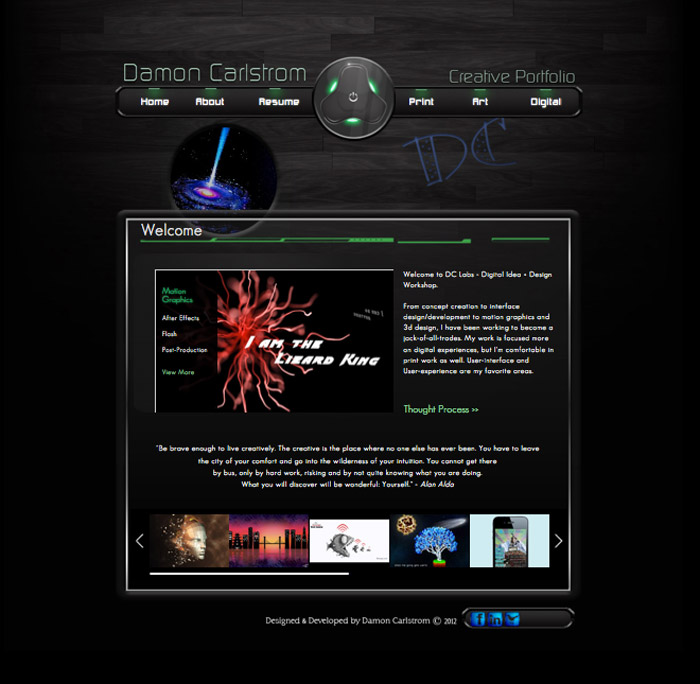 Damon Carlstrom
Creative Portfolio
Home About Resume Print Art Digital
DC
Welcome
Motion
Graphics
After Effects
Flash
Post-Production
View More
I am the
Lizard King
Welcome to DC Labs - Digital Idea + Design
Workshop.
From concept creation to interface
design/development to motion graphics and
3d design, I have been working to become a
jack-of-all-trades. My work is focused more
on digital experiences, but I'm comfortable in
print work as well. User-interface and
User-experience are my favorite areas.
Thought Process >>
"Be brave enough to live creatively. The creative is the place where no one else has ever been. You have to leave
the city of your comfort and go into the wilderness of your intuition. You cannot get there
by bus, only by hard work, risking and by not quite knowing what you are doing.
What you will discover will be wonderful: Yourself." - Alan Alda
Designed & Developed by Damon Carlstrom © 2012
f in